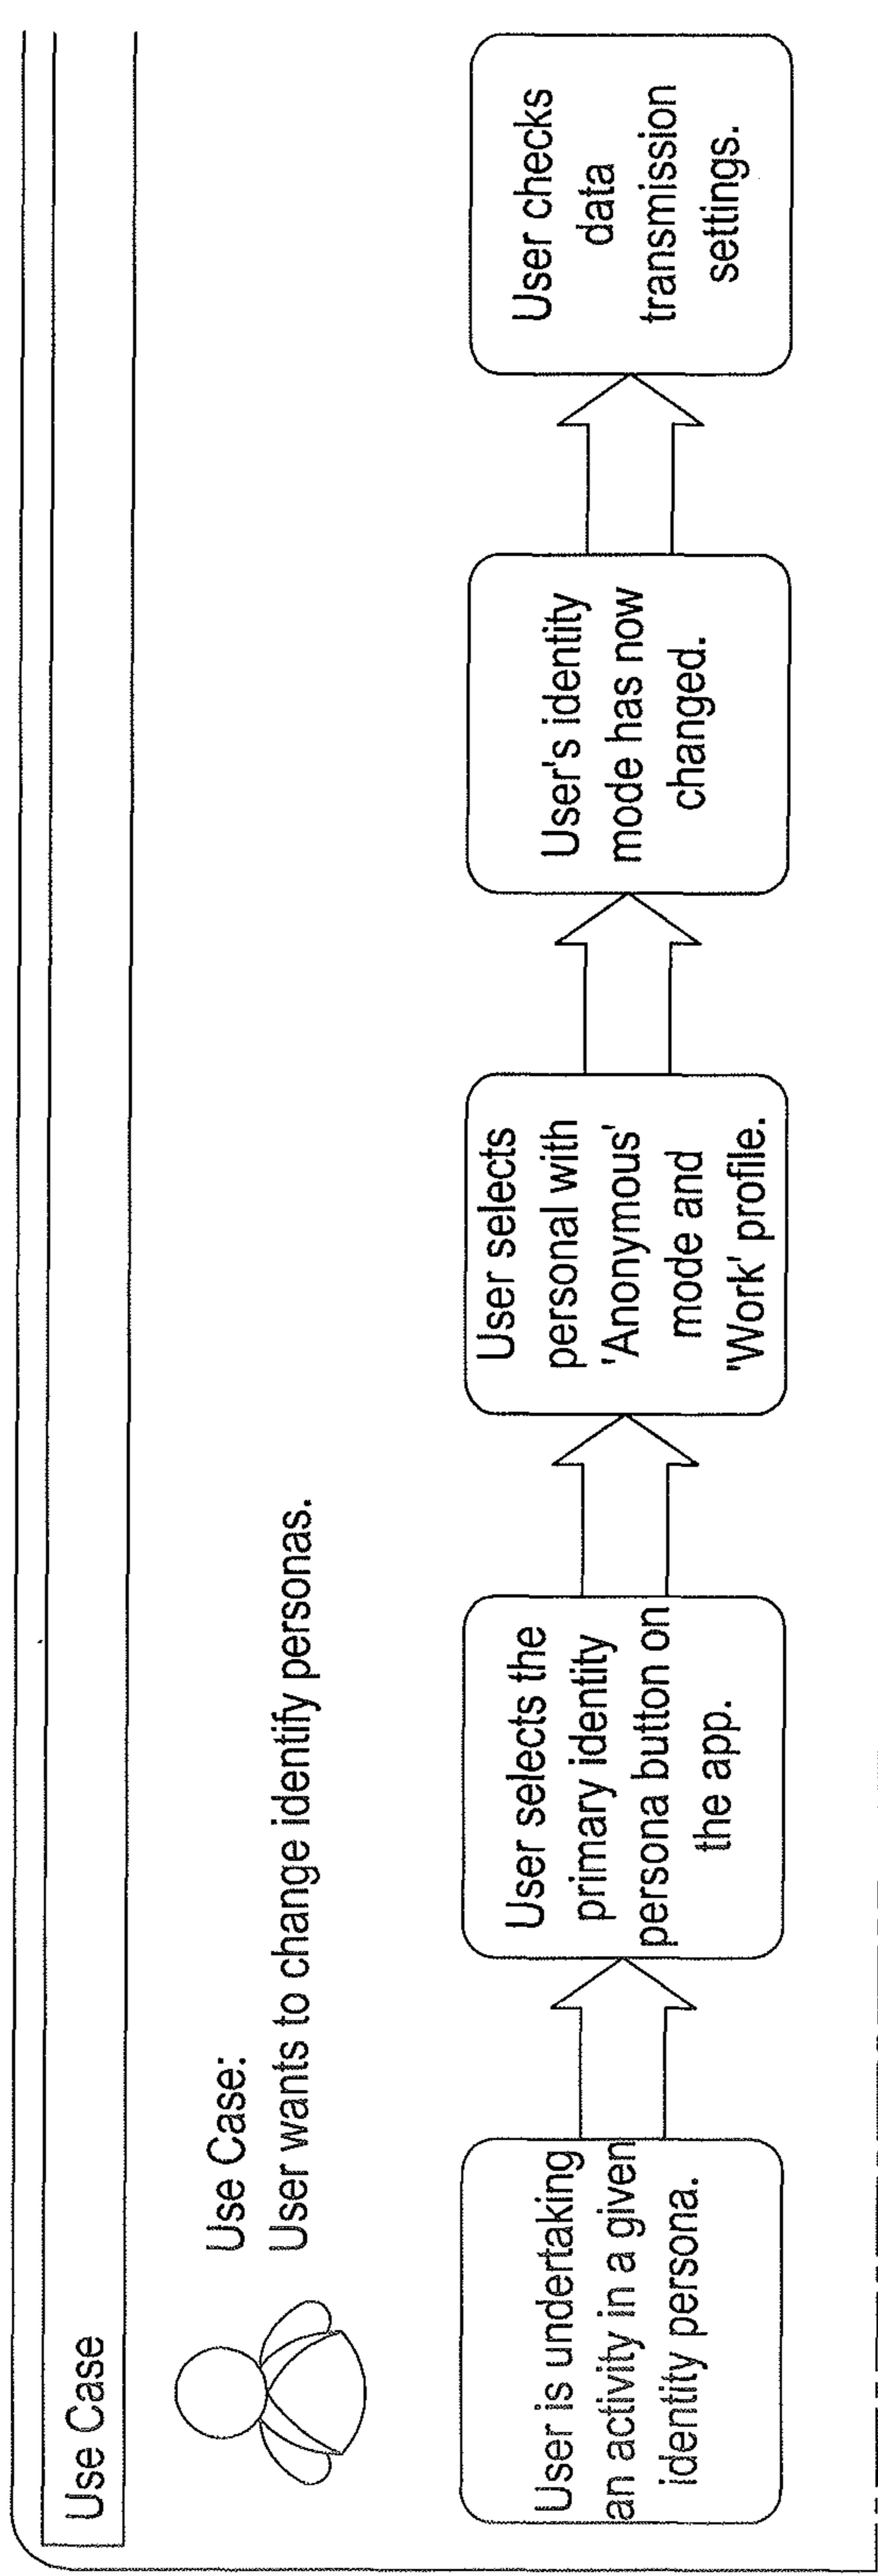 Use Case
Use Case:
User wants to change identify personas.
User is undertaking
an activity in a given
identity persona.
User selects the
primary identity
persona button on
the app.
User selects
personal with
'Anonymous'
mode and
'Work' profile.
User's identity
mode has now
changed.
User checks
data
transmission
settings.